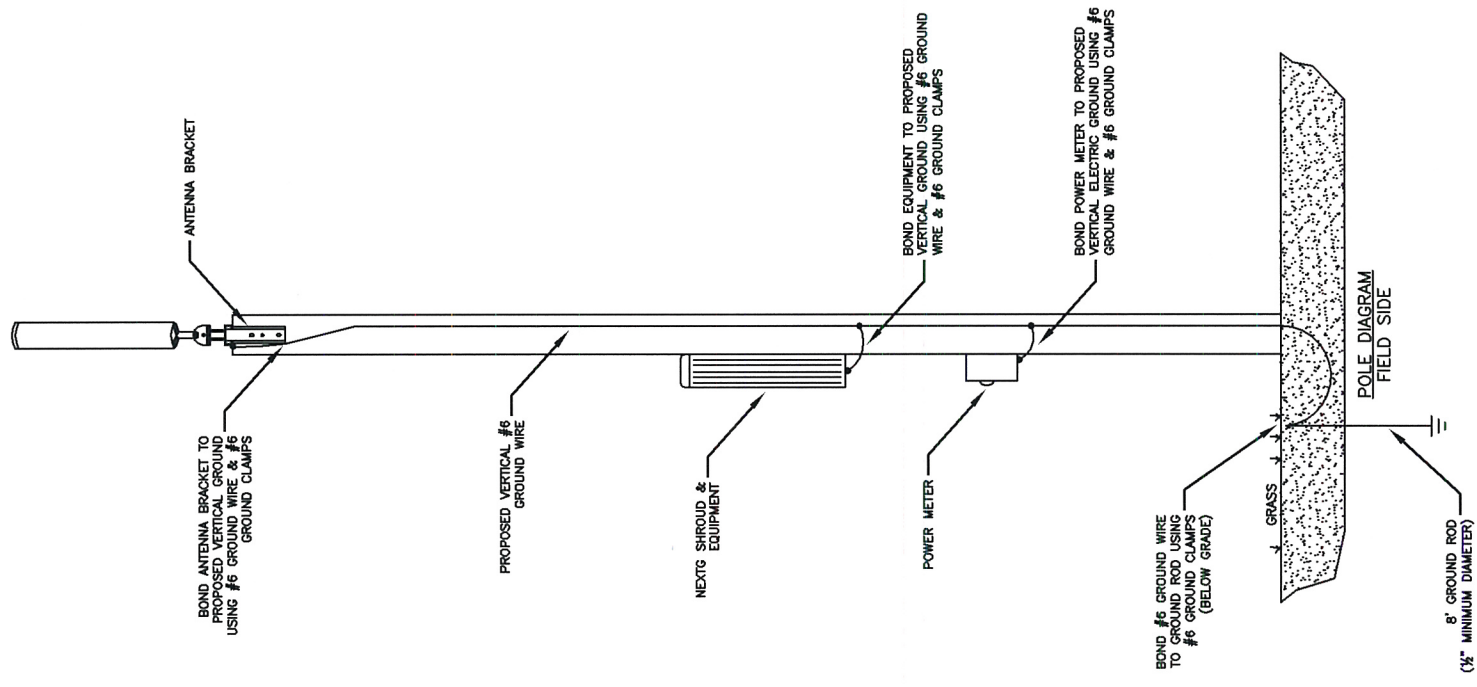 ANTENNA BRACKET
BOND ANTENNA BRACKET TO
PROPOSED VERTICAL GROUND
USING #6 GROUND WIRE & #6
GROUND CLAMPS
PROPOSED VERTICAL #6
GROUND WIRE
NEXTG SHROUD &
EQUIPMENT
BOND EQUIPMENT TO PROPOSED
VERTICAL GROUND USING #6 GROUND
WIRE & #6 GROUND CLAMPS
POWER METER
BOND POWER METER TO PROPOSED
VERTICAL ELECTRIC GROUND USING #6
GROUND WIRE & #6 GROUND CLAMPS
BOND #6 GROUND WIRE
TO GROUND ROD USING
#6 GROUND CLAMPS
(BELOW GRADE)
GRASS
8' GROUND ROD
(½" MINIMUM DIAMETER)
POLE DIAGRAM
FIELD SIDE